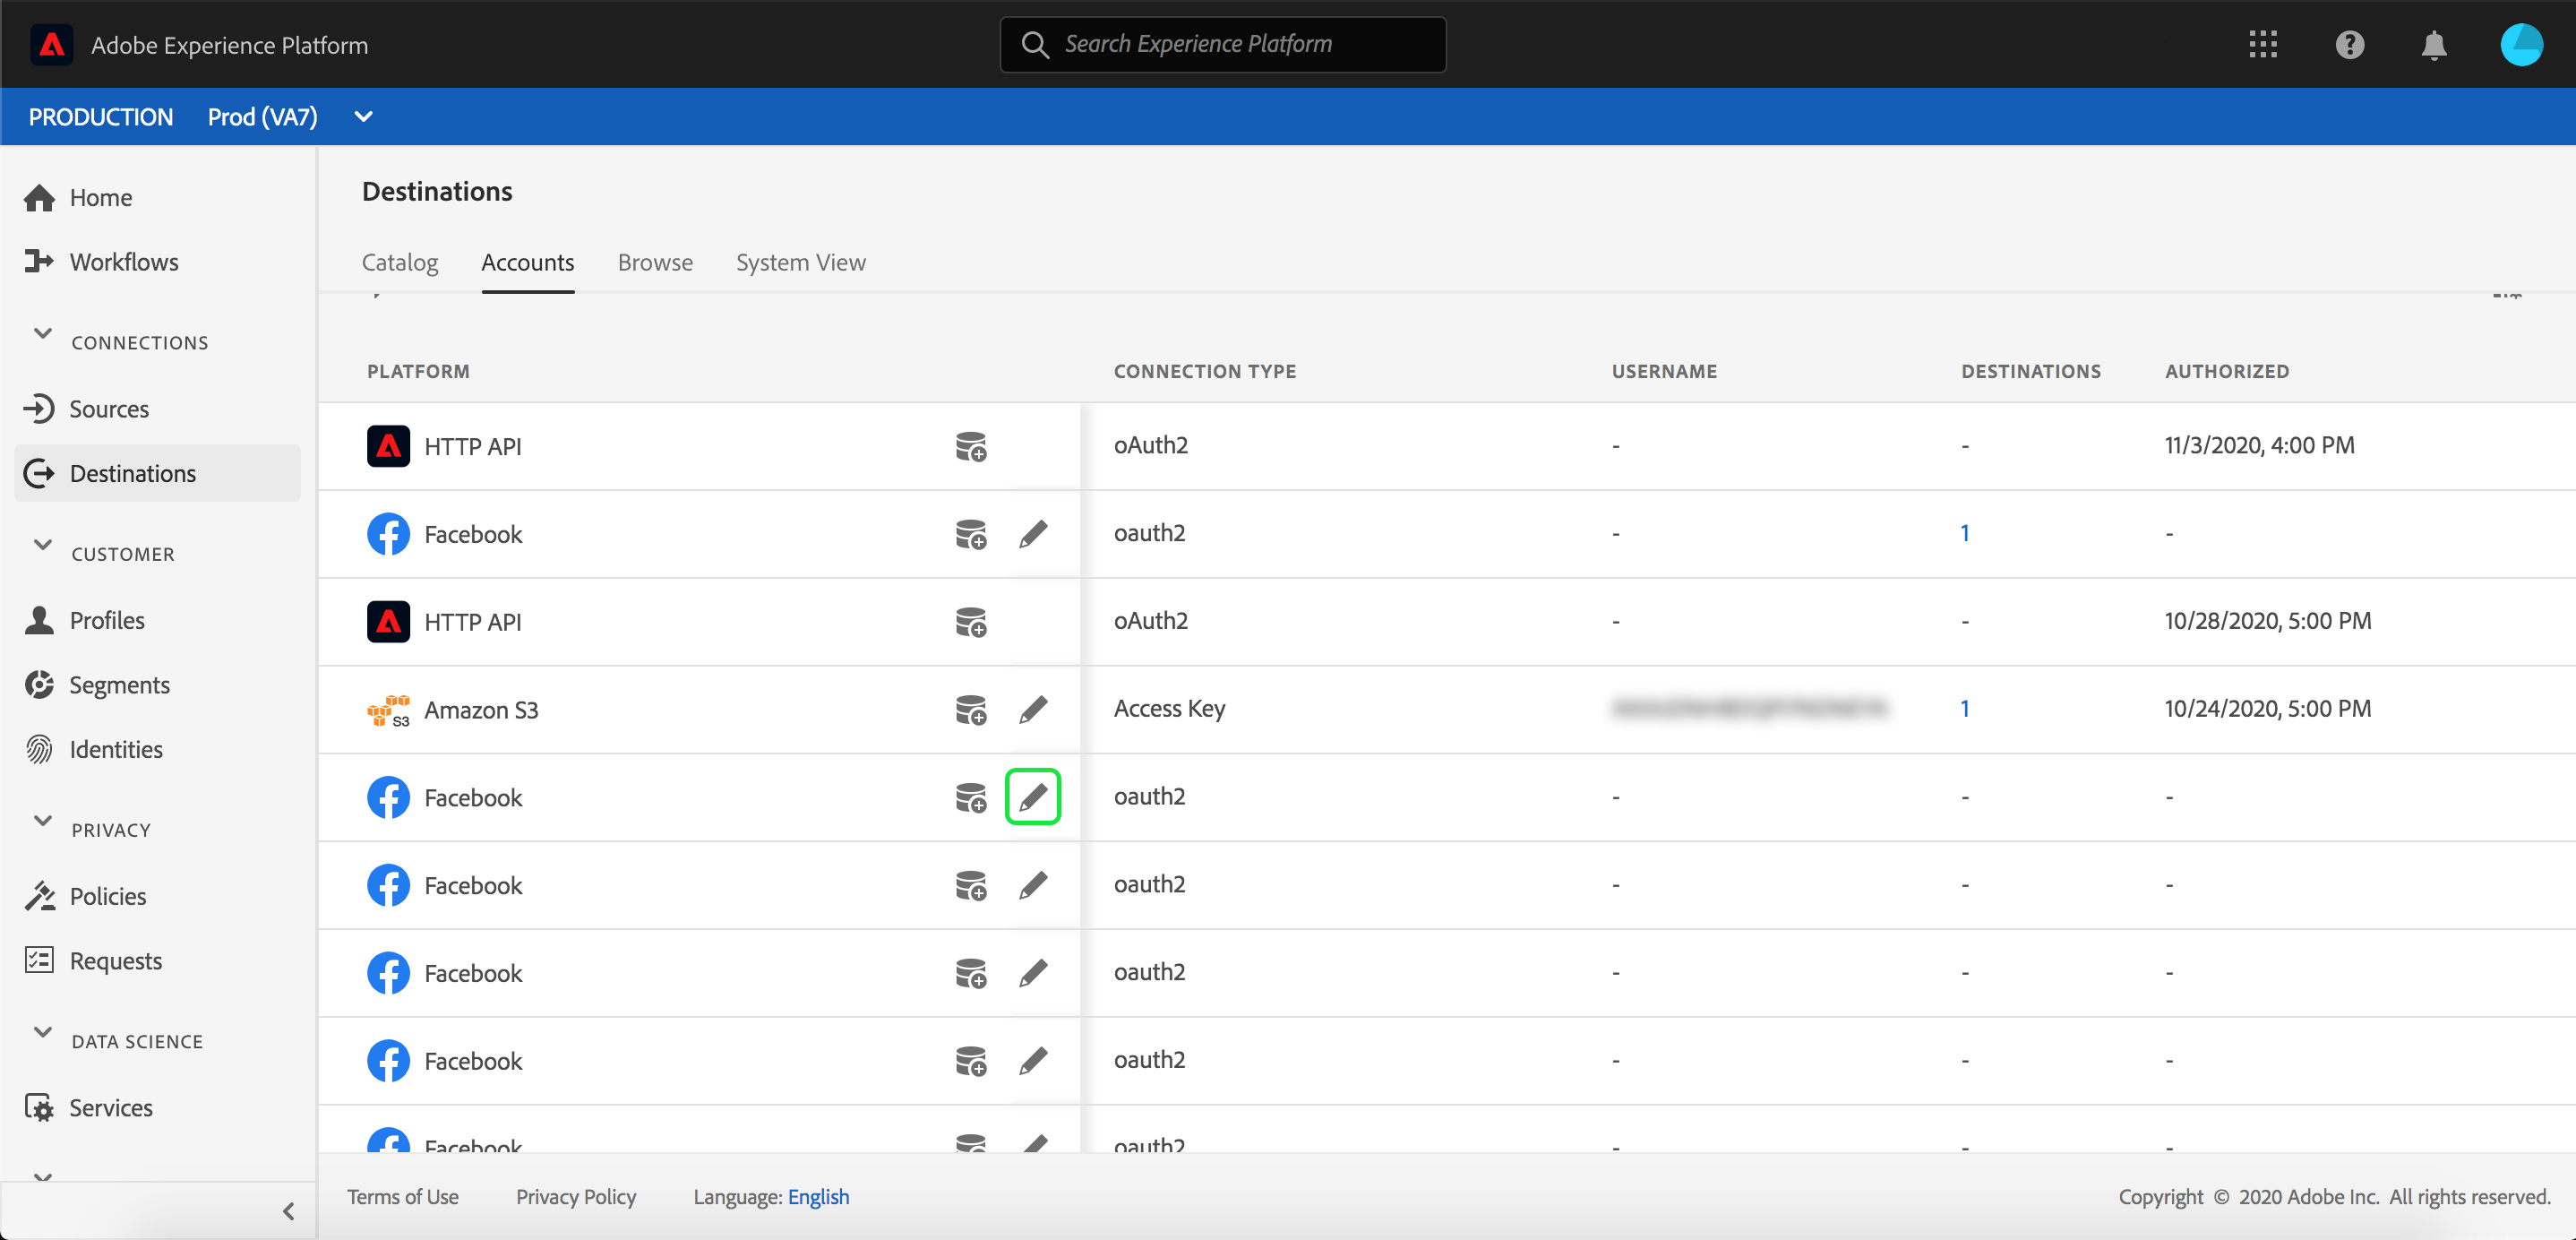 Adobe Experience Platform
Search Experience Platform
PRODUCTION Prod (VA7)
Home
Workflows
CONNECTIONS
Sources
Destinations
CUSTOMER
Profiles
Segments
Identities
PRIVACY
Policies
Requests
DATA SCIENCE
Services
Destinations
Catalog Accounts Browse System View
PLATFORM CONNECTION TYPE USERNAME DESTINATIONS AUTHORIZED
HTTP API oAuth2 - - 11/3/2020, 4:00 PM
Facebook oauth2 - 1 -
HTTP API oAuth2 - - 10/28/2020, 5:00 PM
S3 Amazon S3 Access Key 1 10/24/2020, 5:00 PM
Facebook oauth2 - - -
Facebook oauth2 - - -
Facebook oauth2 - - -
Facebook oauth2 - - -
Facebook oauth2 - - -
Terms of Use Privacy Policy Language: English Copyright © 2020 Adobe Inc. All rights reserved.